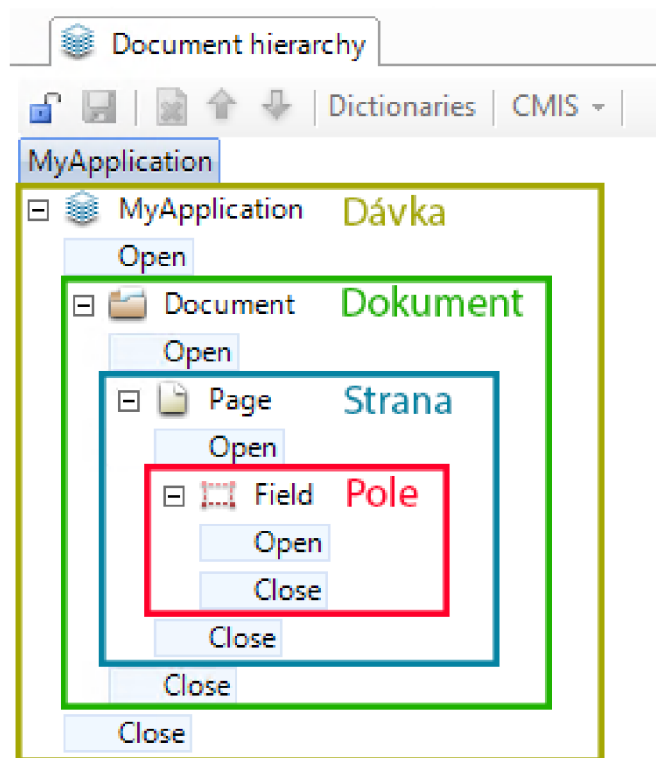 Document hierarchy
Dictionaries CMIS
MyApplication
MyApplication Dávka
Open
Document Dokument
Open
Page Strana
Open
Field Pole
Open
Close
Close
Close
Close